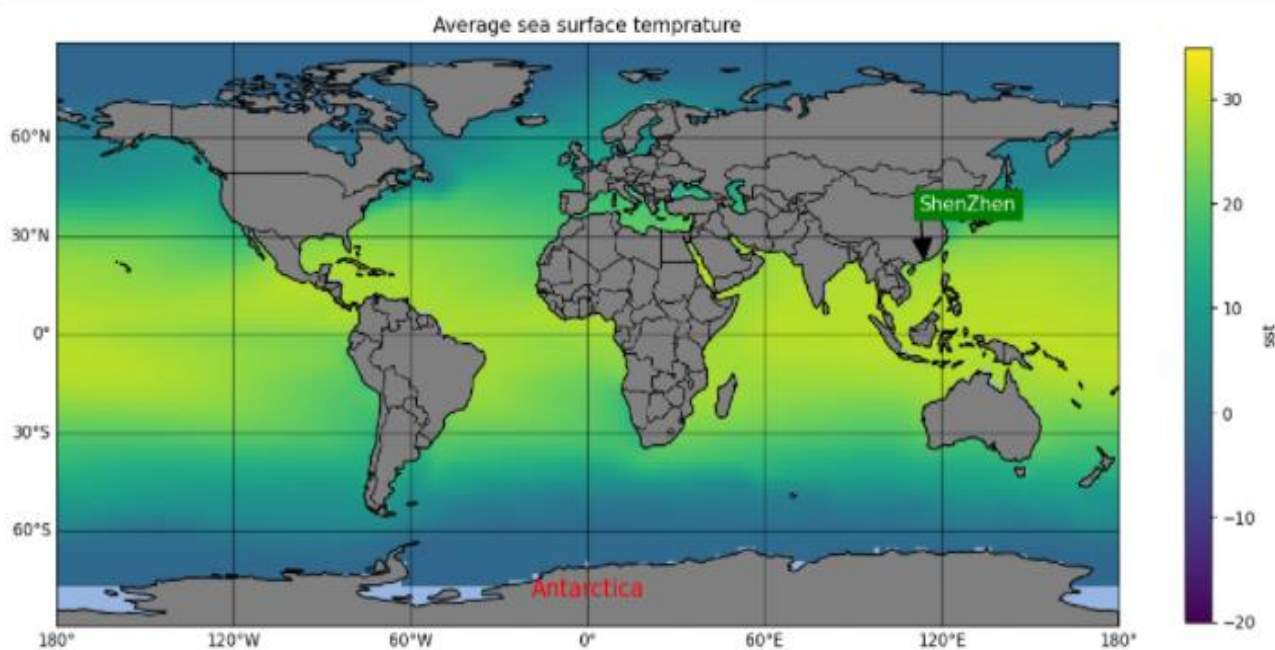 Average sea surface temprature
60°N
30°N
0°
30°S
60°S
180°
120°W
60°W
0°
60°E
120°E
180°
ShenZhen
Antarctica
30
20
10
0
−10
−20
sst